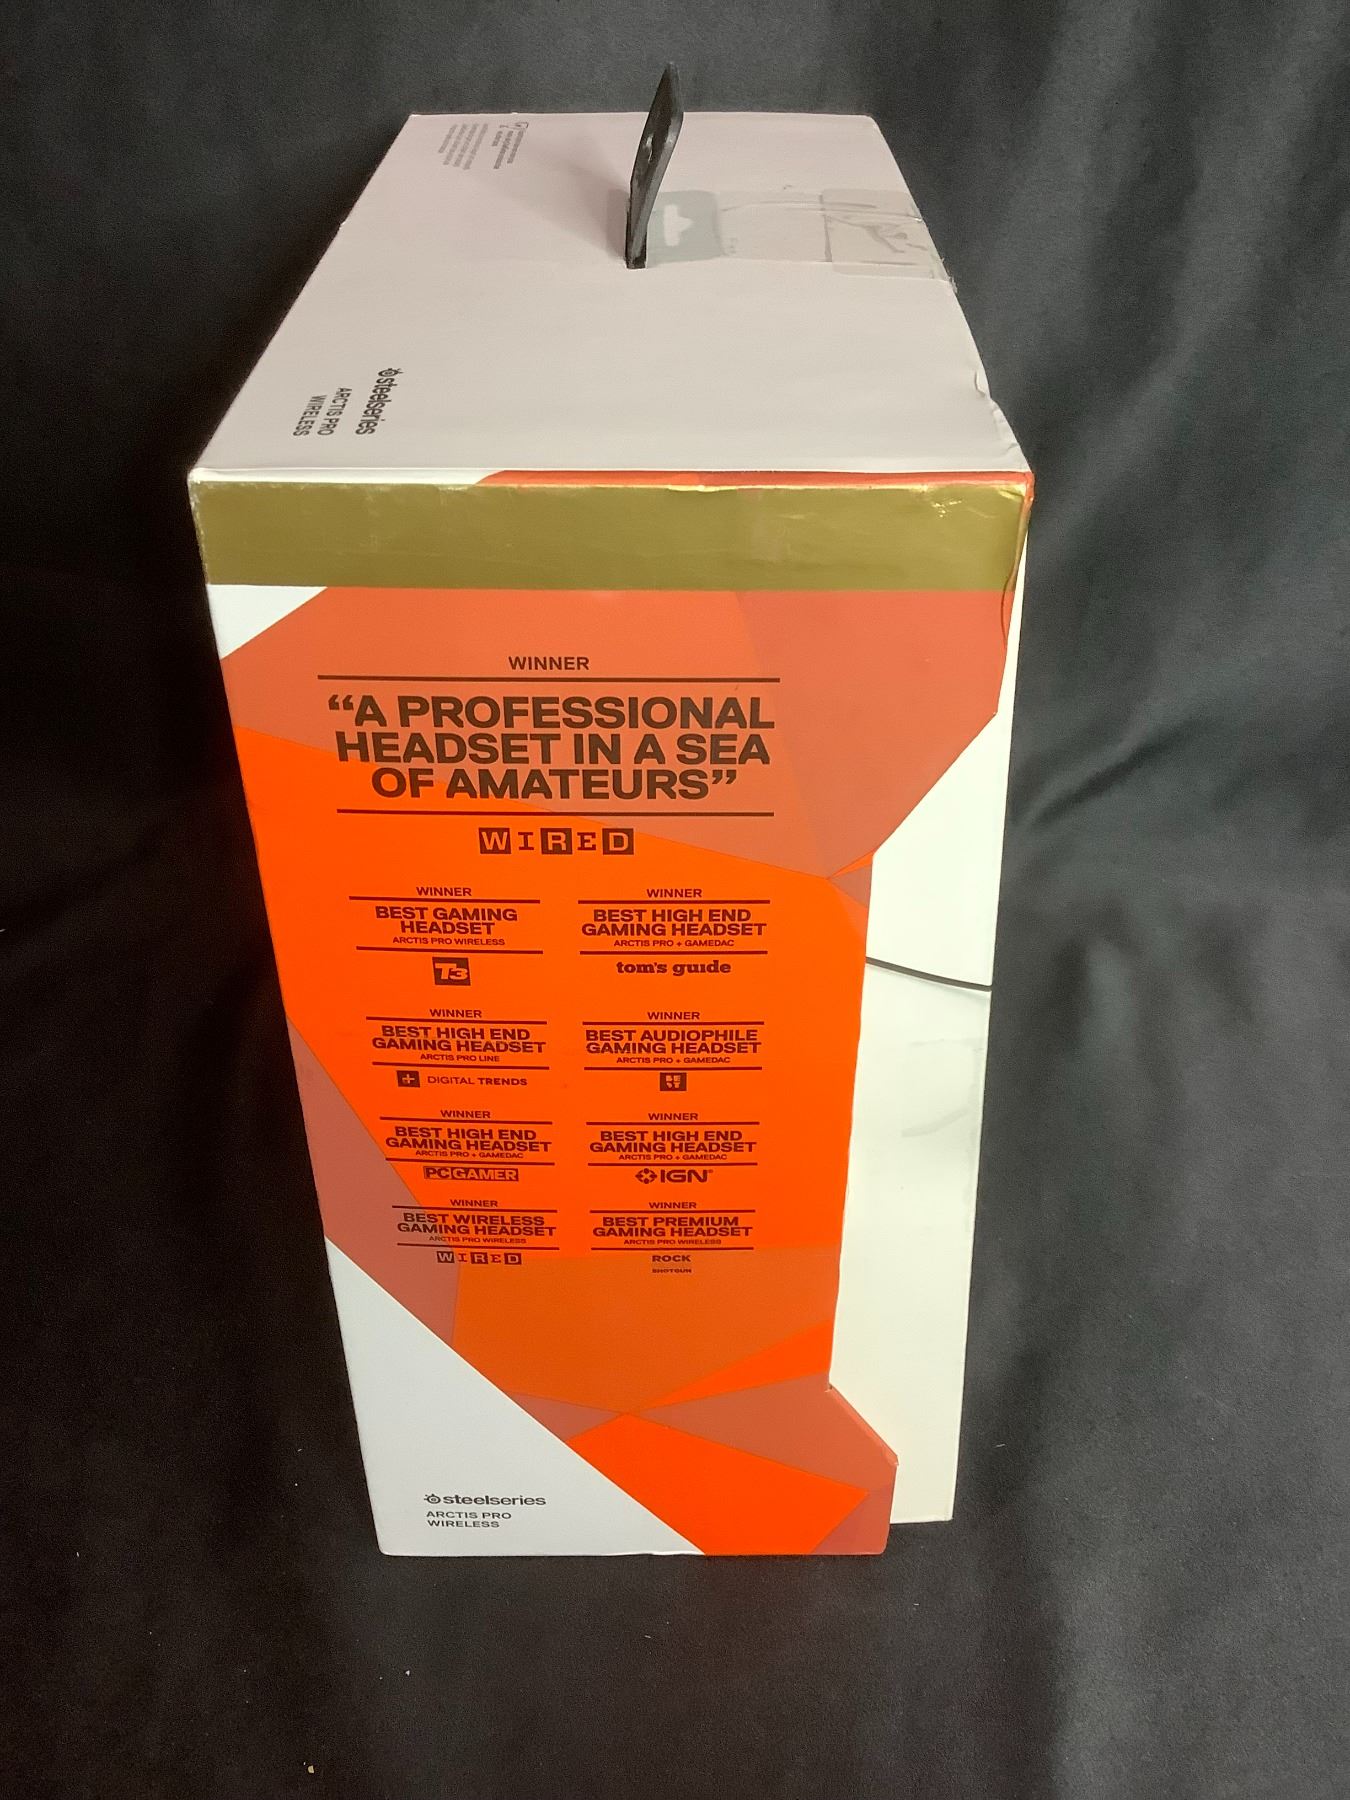 steelseries
ARCTIS PRO
WIRELESS
WINNER
“A PROFESSIONAL
HEADSET IN A SEA
OF AMATEURS”
WIRED
WINNER
BEST GAMING
HEADSET
ARCTIS PRO WIRELESS
T3
WINNER
BEST HIGH END
GAMING HEADSET
ARCTIS PRO + GAMEDAC
tom's guide
WINNER
BEST HIGH END
GAMING HEADSET
ARCTIS PRO LINE
DIGITAL TRENDS
WINNER
BEST AUDIOPHILE
GAMING HEADSET
ARCTIS PRO + GAMEDAC
BE
ST
WINNER
BEST HIGH END
GAMING HEADSET
ARCTIS PRO + GAMEDAC
PC GAMER
WINNER
BEST HIGH END
GAMING HEADSET
ARCTIS PRO + GAMEDAC
IGN
WINNER
BEST WIRELESS
GAMING HEADSET
ARCTIS PRO WIRELESS
WIRED
WINNER
BEST PREMIUM
GAMING HEADSET
ARCTIS PRO WIRELESS
ROCK
SHOTGUN
steelseries
ARCTIS PRO
WIRELESS